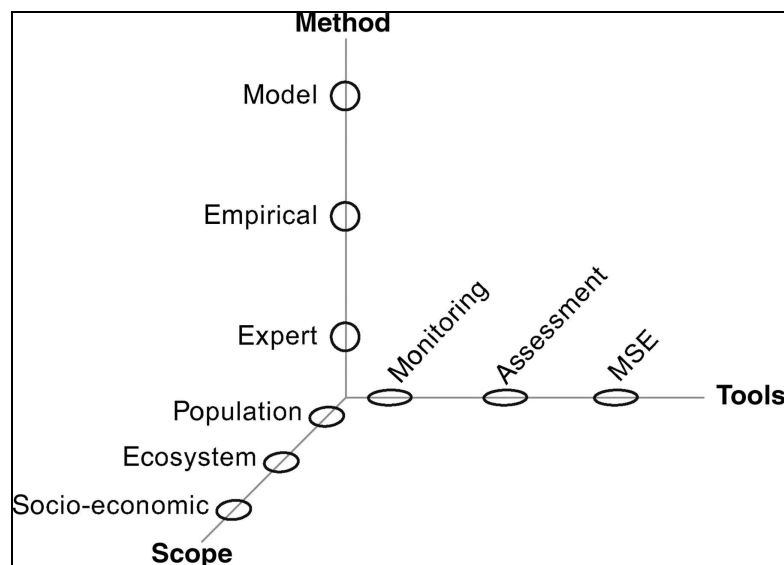 Method
Model
Empirical
Expert
Monitoring
Assessment
MSE
Tools
Population
Ecosystem
Socio-economic
Scope